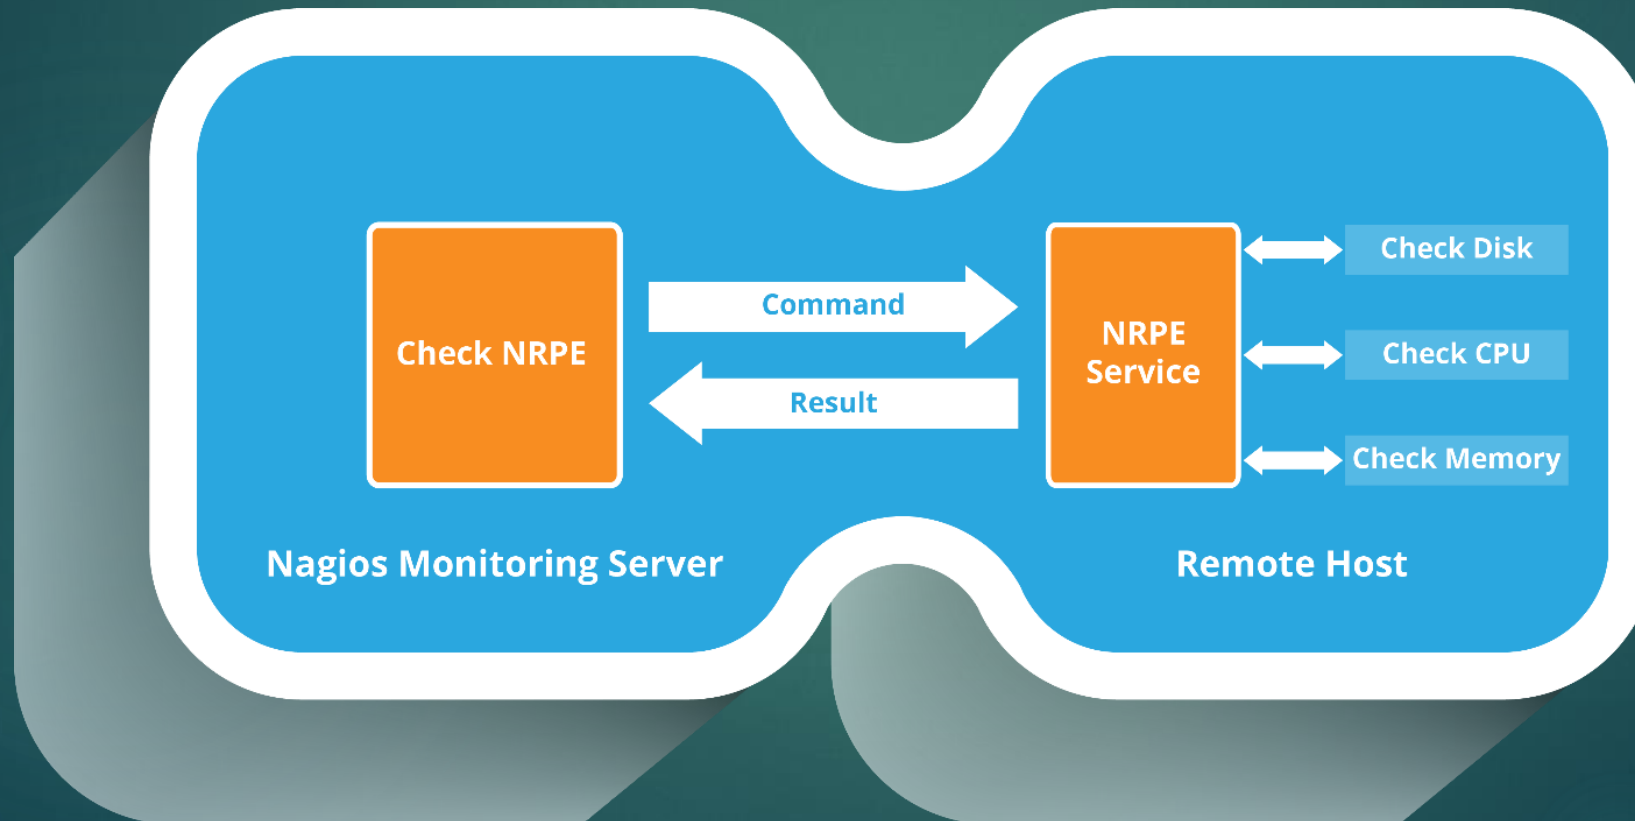 Check NRPE
Command
Result
NRPE
Service
Check Disk
Check CPU
Check Memory
Nagios Monitoring Server
Remote Host